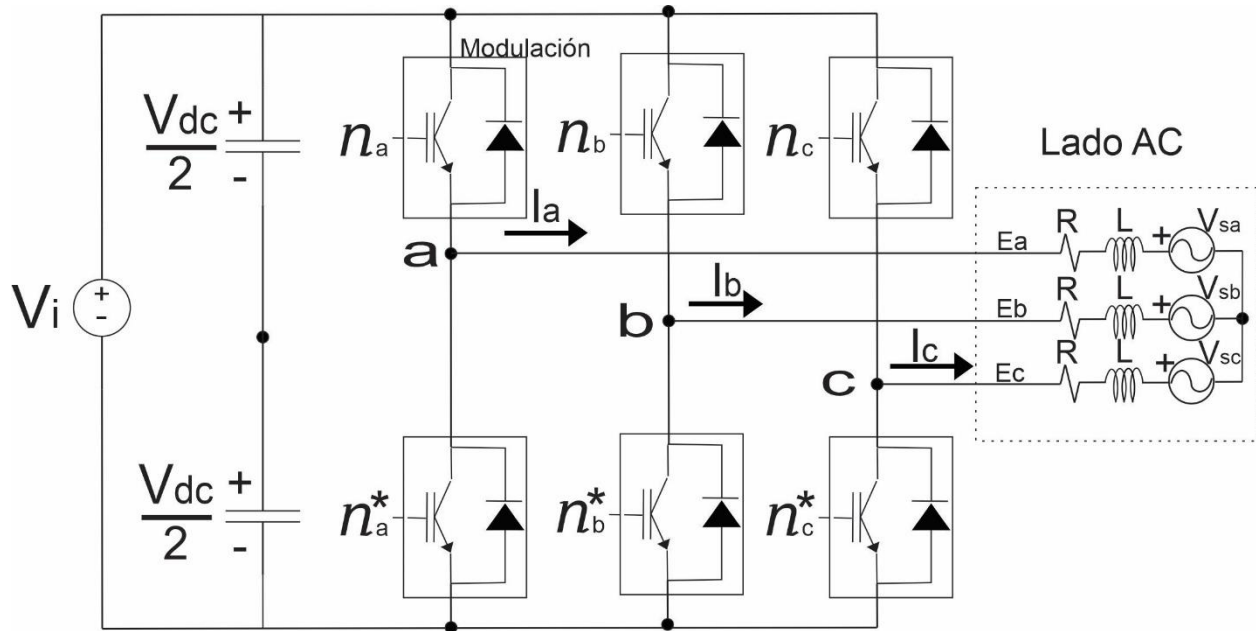 Modulación
Vdc
2
+
-
na
nb
nc
Lado AC
Ia
a
Ea
R
L
+
Vsa
Vi
+
-
Ib
b
Eb
R
L
+
Vsb
Ic
c
Ec
R
L
+
Vsc
Vdc
2
+
-
n*a
n*b
n*c